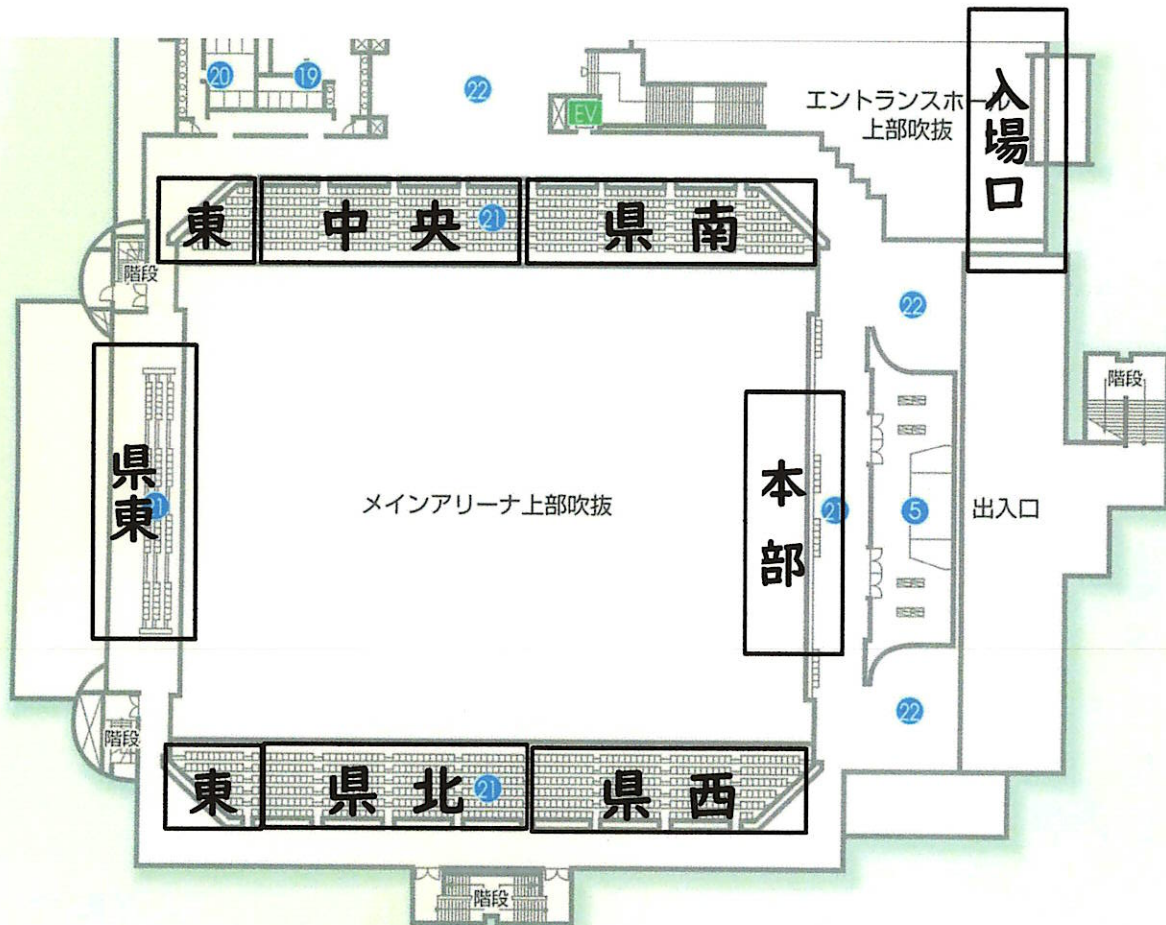 20
19
22
EV
エントランスホール
上部吹抜
入場口
東
中央
21
県南
階段
22
階段
県東
21
メインアリーナ上部吹抜
本部
21
5
出入口
22
階段
東
県北
21
県西
階段